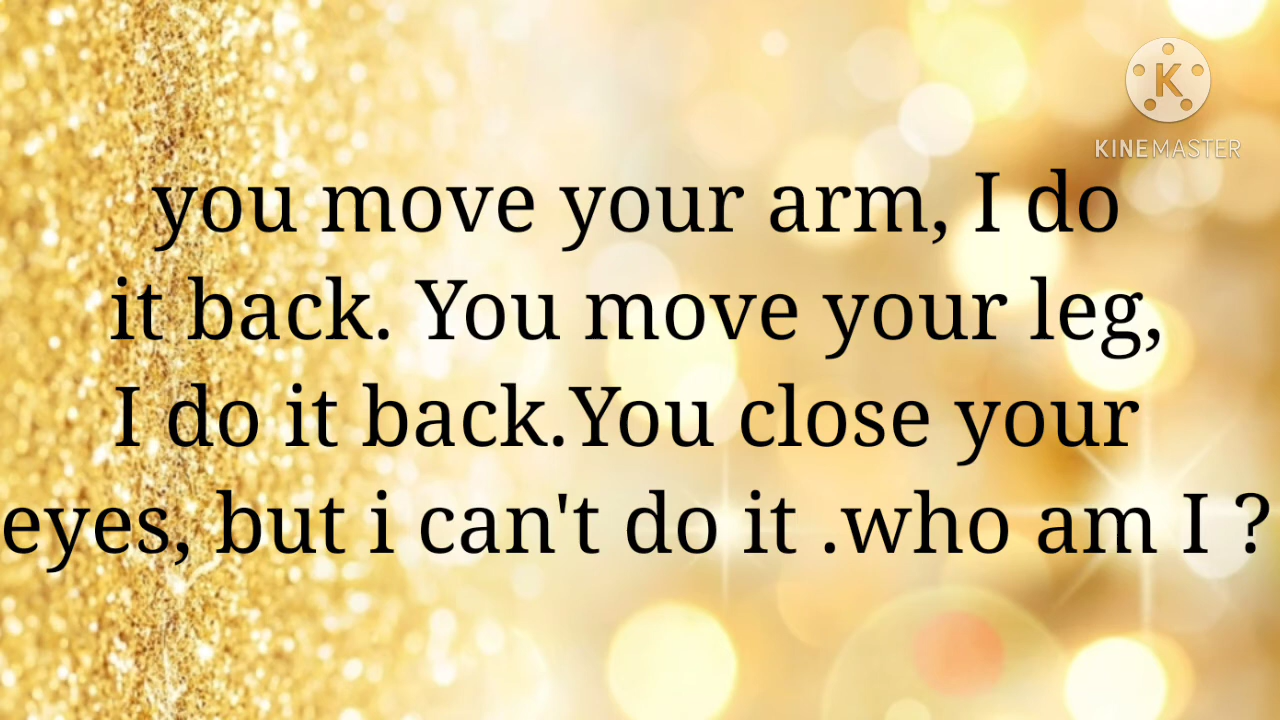 K
KINEMASTER
you move your arm, I do
it back. You move your leg,
I do it back.You close your
eyes, but i can't do it .who am I ?